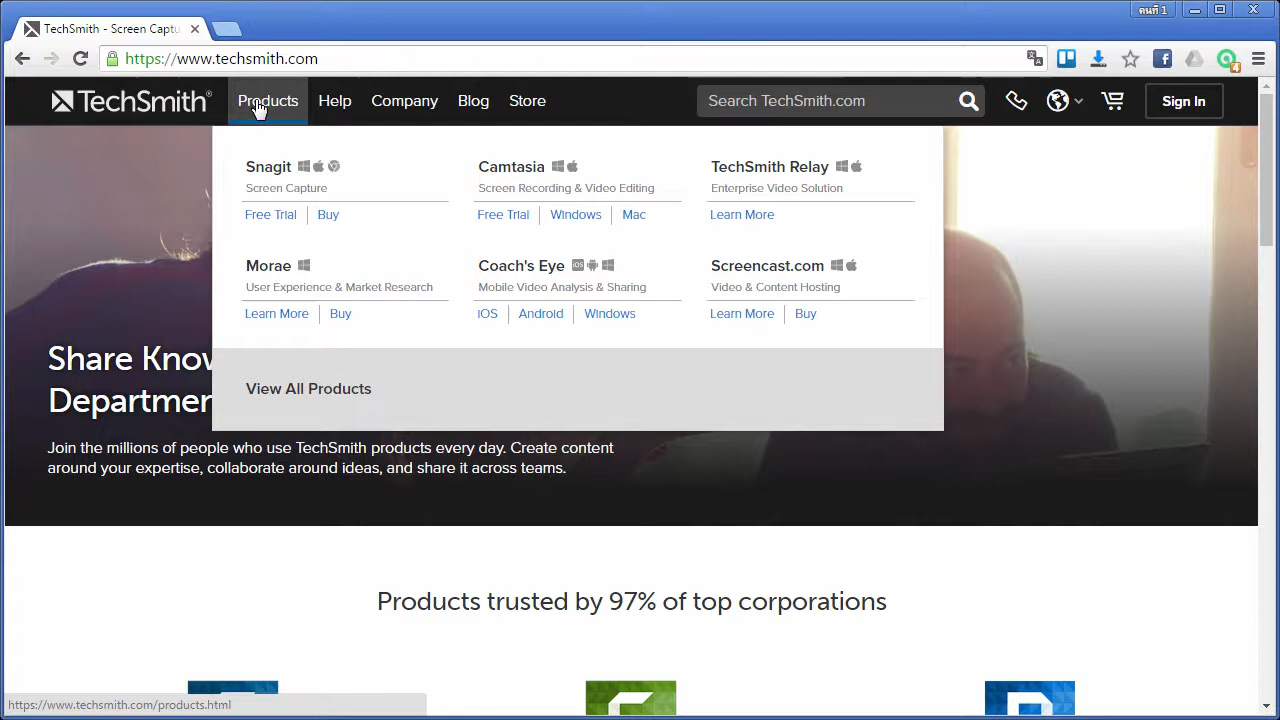 คนที่ 1
TechSmith - Screen Captu
https://www.techsmith.com
4
TechSmith®
Products
Help
Company
Blog
Store
Search TechSmith.com
Sign In
Snagit
Screen Capture
Free Trial
Buy
Camtasia
Screen Recording & Video Editing
Free Trial
Windows
Mac
TechSmith Relay
Enterprise Video Solution
Learn More
Morae
User Experience & Market Research
Learn More
Buy
Coach's Eye
iOS
Mobile Video Analysis & Sharing
iOS
Android
Windows
Screencast.com
Video & Content Hosting
Learn More
Buy
View All Products
Share Know
Departmer
Join the millions of people who use TechSmith products every day. Create content
around your expertise, collaborate around ideas, and share it across teams.
Products trusted by 97% of top corporations
https://www.techsmith.com/products.html